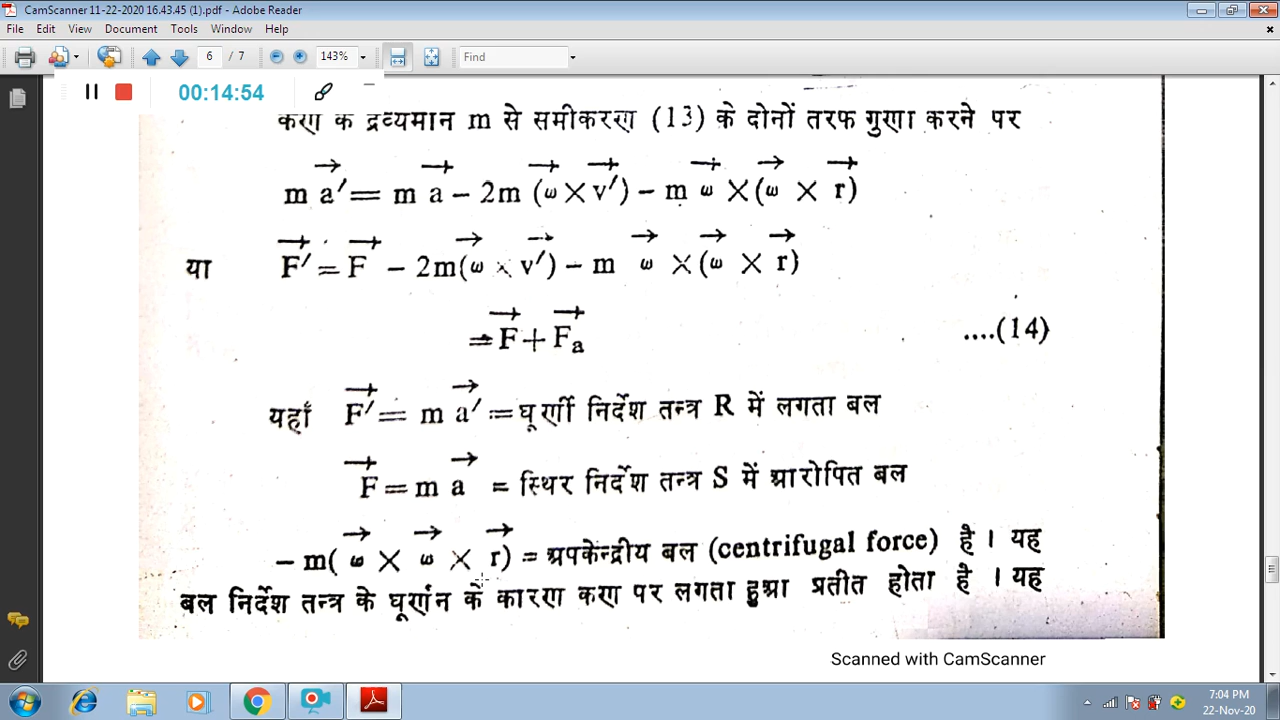 CamScanner 11-22-2020 16.43.45 (1).pdf - Adobe Reader
File Edit View Document Tools Window Help
6 / 7 143% Find
00:14:54
करण के द्रव्यमान m से समीकरण (13) के दोनों तरफ गुणा करने पर
m a⃗′ = m a⃗ − 2m (ω⃗ × v⃗′) − m ω⃗ × (ω⃗ × r⃗)
या F⃗′ = F⃗ − 2m(ω⃗ × v⃗′) − m ω⃗ × (ω⃗ × r⃗)
= F⃗ + F⃗a ....(14)
यहाँ F⃗′ = m a⃗′ = घूर्णी निर्देश तन्त्र R में लगता बल
F⃗ = m a⃗ = स्थिर निर्देश तन्त्र S में आरोपित बल
− m( ω⃗ × ω⃗ × r⃗) = अपकेन्द्रीय बल (centrifugal force) है । यह
बल निर्देश तन्त्र के घूर्णन के कारण कण पर लगता हुआ प्रतीत होता है । यह
Scanned with CamScanner
7:04 PM
22-Nov-20